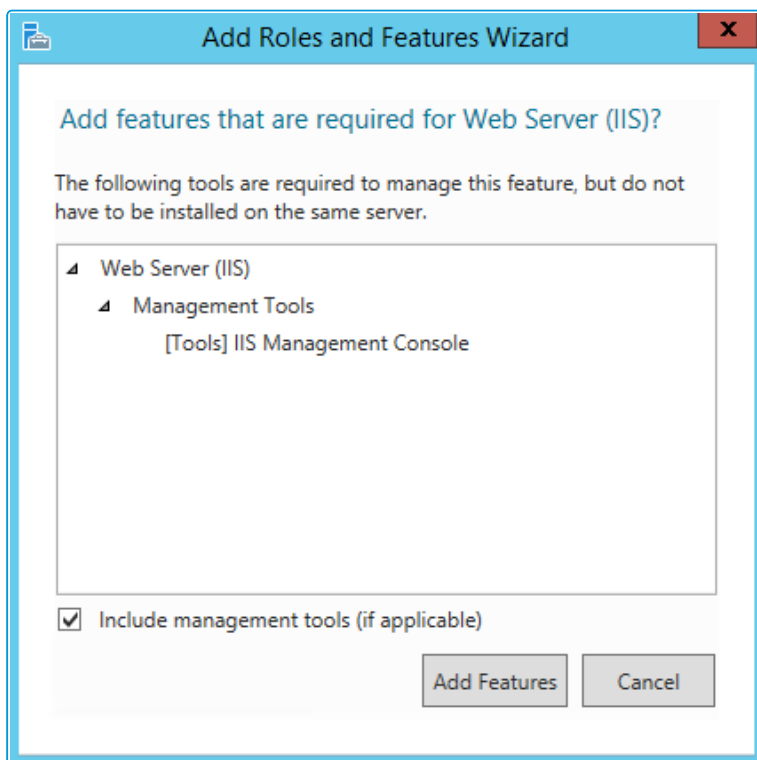 Add Roles and Features Wizard
x
Add features that are required for Web Server (IIS)?
The following tools are required to manage this feature, but do not
have to be installed on the same server.
Web Server (IIS)
Management Tools
[Tools] IIS Management Console
Include management tools (if applicable)
Add Features Cancel